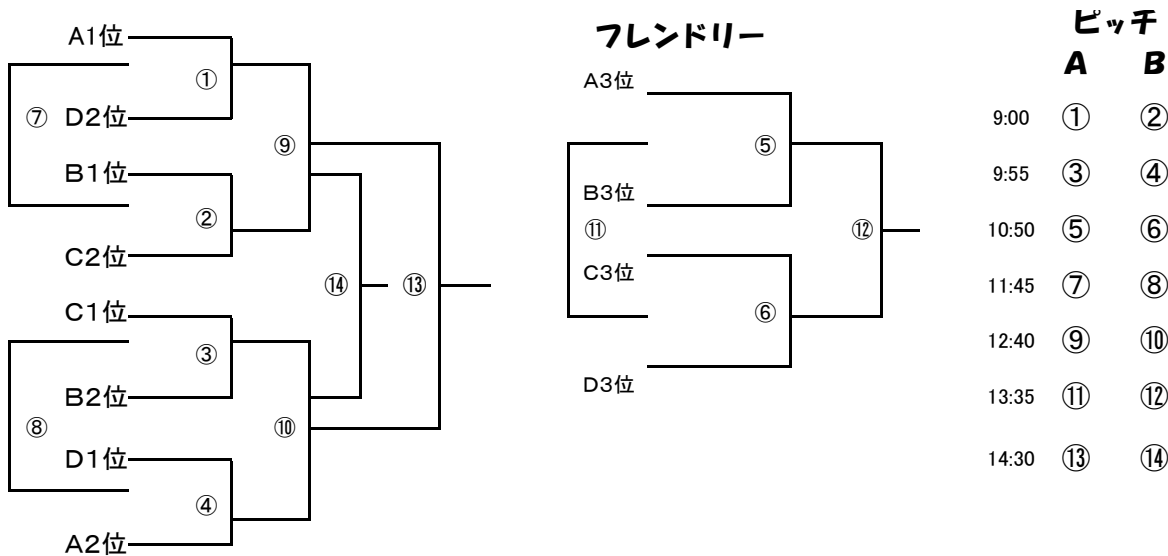 A1位
①
⑦
D2位
⑨
B1位
②
C2位
⑭
⑬
C1位
③
B2位
⑧
⑩
D1位
④
A2位
フレンドリー
A3位
⑤
B3位
⑪
⑫
C3位
⑥
D3位
ピッチ
A B
9:00 ① ②
9:55 ③ ④
10:50 ⑤ ⑥
11:45 ⑦ ⑧
12:40 ⑨ ⑩
13:35 ⑪ ⑫
14:30 ⑬ ⑭